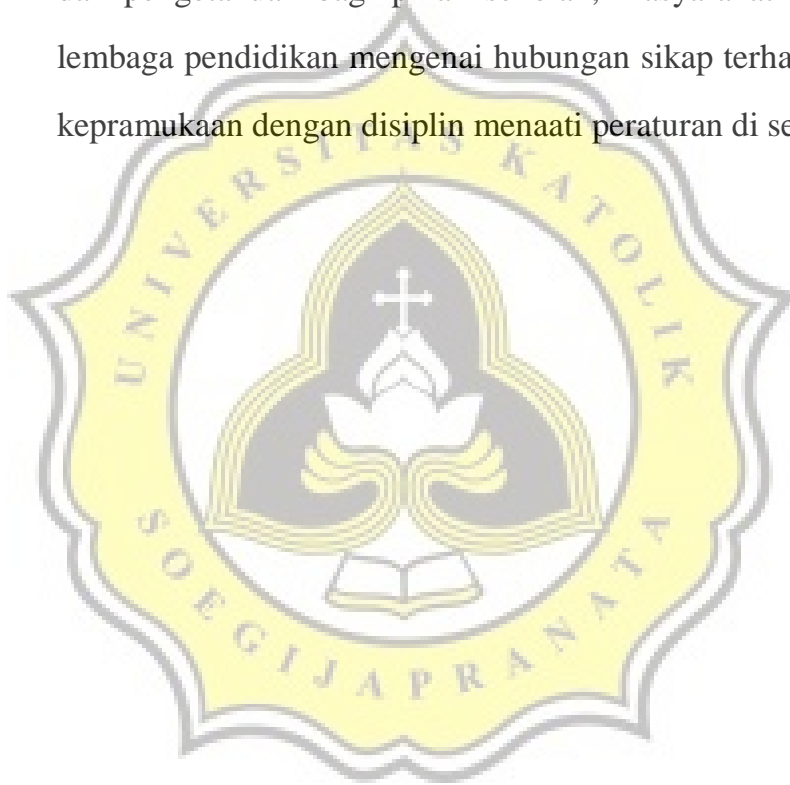 lembaga pendidikan mengenai hubungan sikap terha
kepramukaan dengan disiplin menaati peraturan di se
UNIVERSITAS KATOLIK
SOEGIJAPRANATA